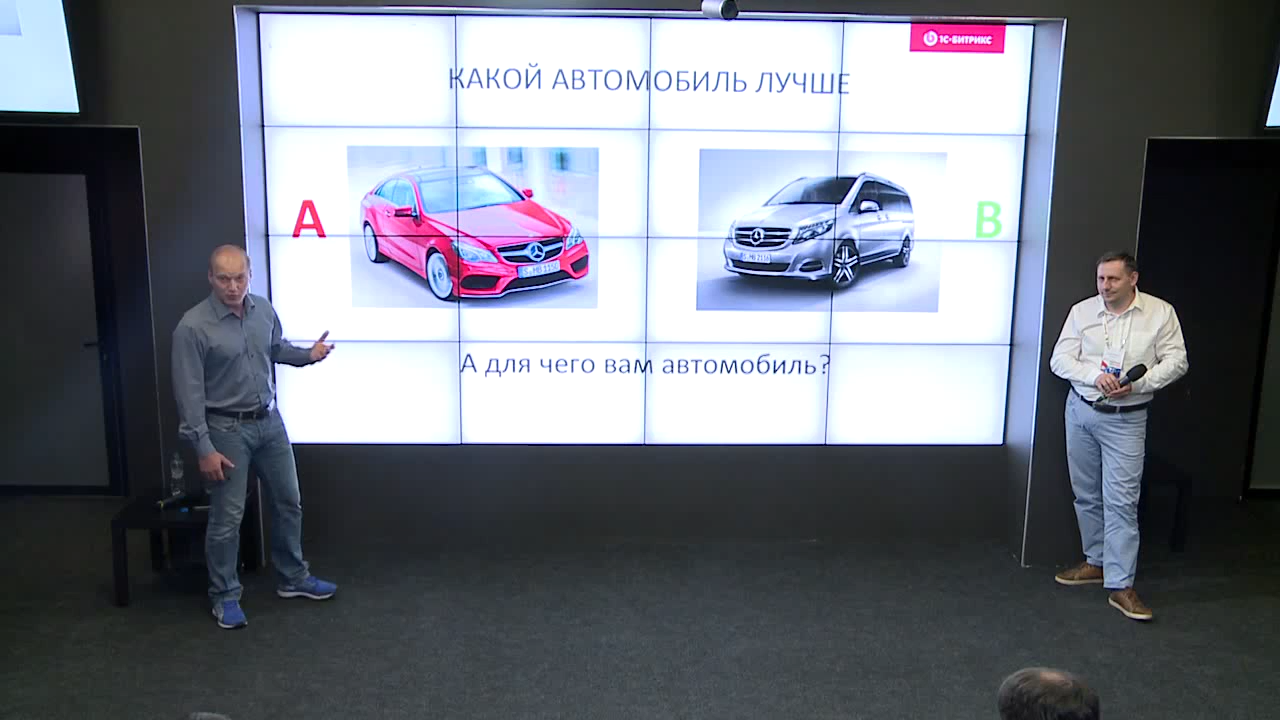 1С-БИТРИКС
КАКОЙ АВТОМОБИЛЬ ЛУЧШЕ
A
B
А для чего вам автомобиль?